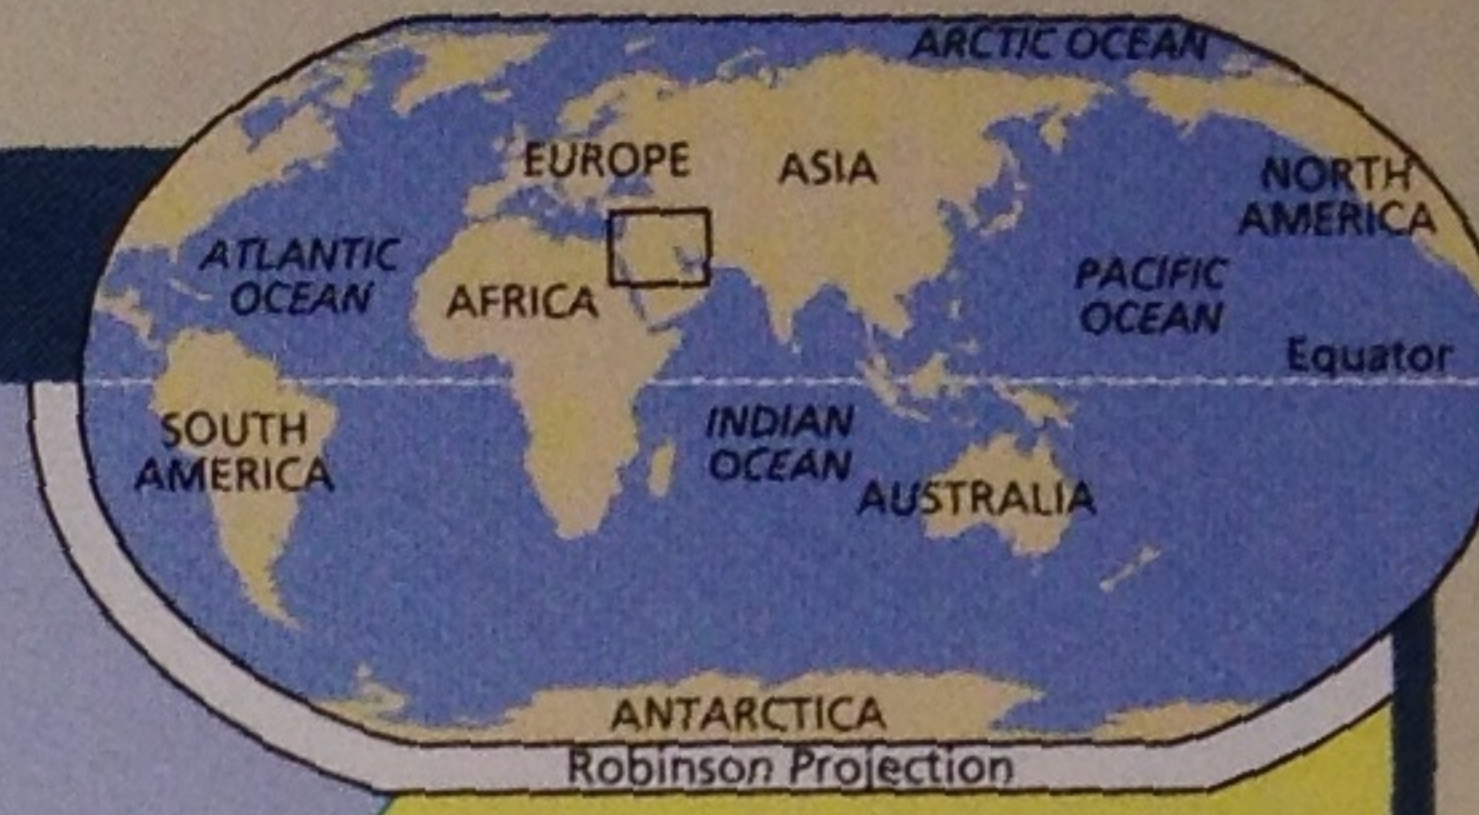 ARCTIC OCEAN
EUROPE
ASIA
NORTH
AMERICA
ATLANTIC
OCEAN
AFRICA
PACIFIC
OCEAN
Equator
SOUTH
AMERICA
INDIAN
OCEAN
AUSTRALIA
ANTARCTICA
Robinson Projection